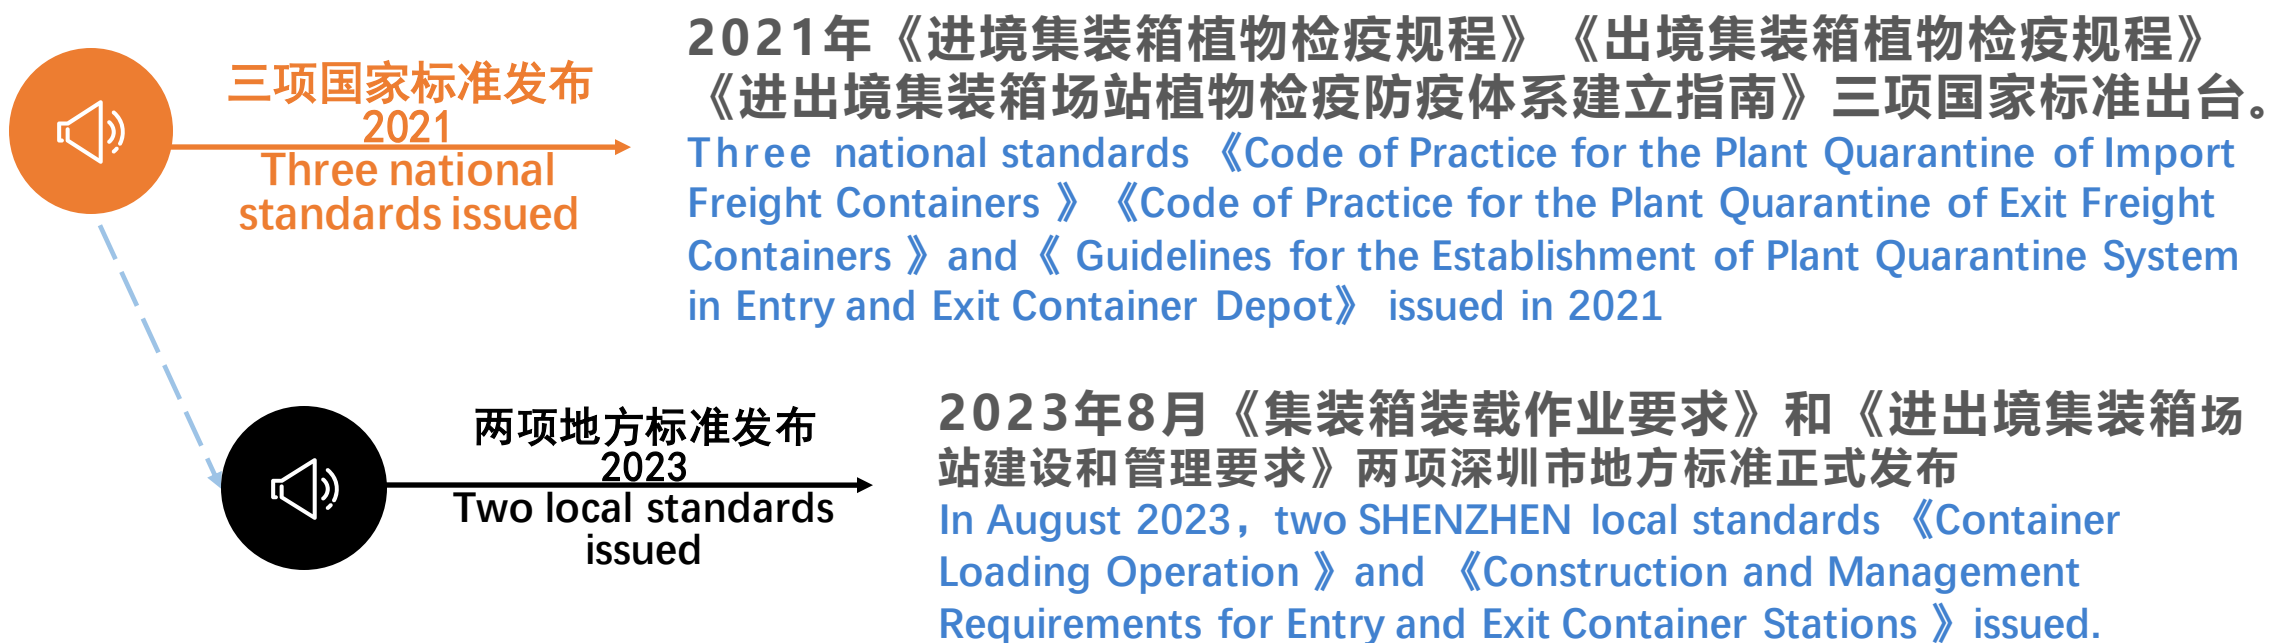 三项国家标准发布
2021
Three national
standards issued
2021年《进境集装箱植物检疫规程》《出境集装箱植物检疫规程》
《进出境集装箱场站植物检疫防疫体系建立指南》三项国家标准出台。
Three national standards 《Code of Practice for the Plant Quarantine of Import
Freight Containers 》 《Code of Practice for the Plant Quarantine of Exit Freight
Containers 》 and 《 Guidelines for the Establishment of Plant Quarantine System
in Entry and Exit Container Depot》 issued in 2021
两项地方标准发布
2023
Two local standards
issued
2023年8月《集装箱装载作业要求》和《进出境集装箱场
站建设和管理要求》两项深圳市地方标准正式发布
In August 2023，two SHENZHEN local standards 《Container
Loading Operation 》 and 《Construction and Management
Requirements for Entry and Exit Container Stations 》 issued.